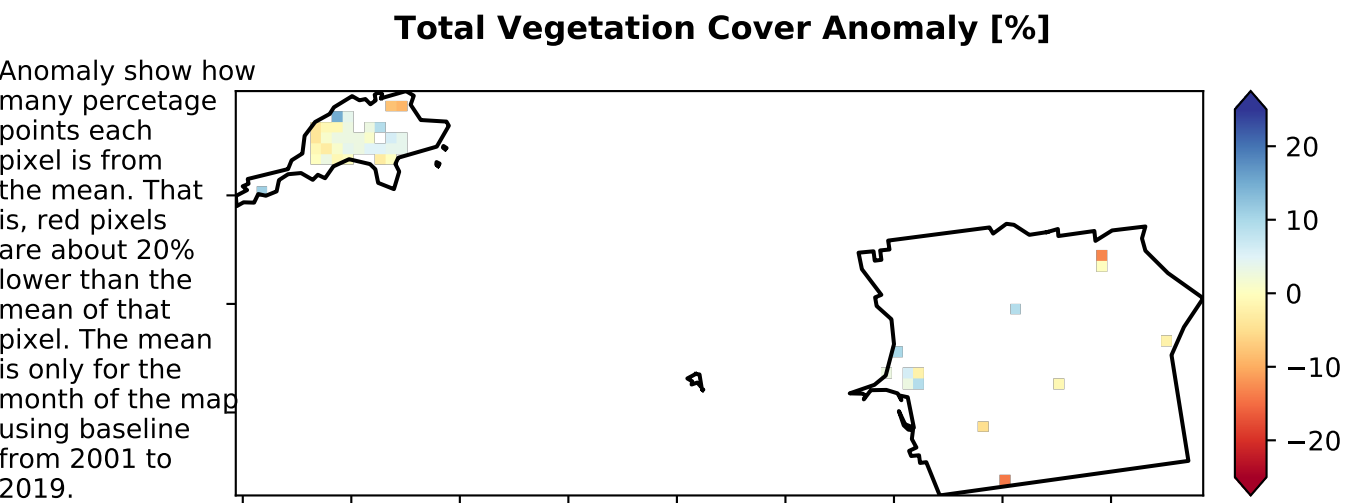 Total Vegetation Cover Anomaly [%]
Anomaly show how
many percetage
points each
pixel is from
the mean. That
is, red pixels
are about 20%
lower than the
mean of that
pixel. The mean
is only for the
month of the map
using baseline
from 2001 to
2019.
20
10
0
−10
−20